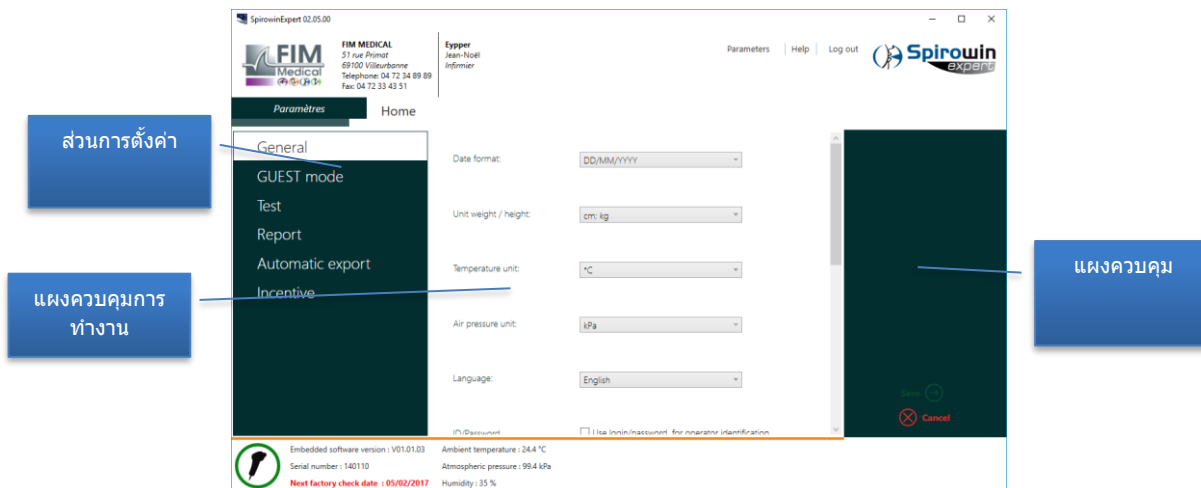 SpirowinExpert 02.05.00
FIM
Medical
FIM MEDICAL
51 rue Primat
69100 Villeurbanne
Telephone: 04 72 34 89 89
Fax: 04 72 33 43 51
Eypper
Jean-Noël
Infirmier
Parameters | Help | Log out
Spirowin
expert
Paramètres
Home
ส่วนการตั้งค่า
แผงควบคุมการ
ทำงาน
General
GUEST mode
Test
Report
Automatic export
Incentive
Date format: DD/MM/YYYY
Unit weight / height: cm; kg
Temperature unit: °C
Air pressure unit: kPa
Language: English
ID/Password Use login/password for operator identification
แผงควบคุม
Save
Cancel
Embedded software version : V01.01.03
Serial number : 140110
Next factory check date : 05/02/2017
Ambient temperature : 24.4 °C
Atmospheric pressure : 99.4 kPa
Humidity : 35 %